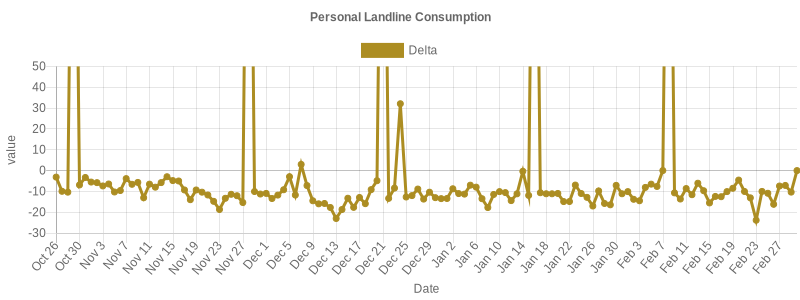 Personal Landline Consumption
Delta
value
50
40
30
20
10
0
-10
-20
-30
Oct 26
Oct 30
Nov 3
Nov 7
Nov 11
Nov 15
Nov 19
Nov 23
Nov 27
Dec 1
Dec 5
Dec 9
Dec 13
Dec 17
Dec 21
Dec 25
Dec 29
Jan 2
Jan 6
Jan 10
Jan 14
Jan 18
Jan 22
Jan 26
Jan 30
Feb 3
Feb 7
Feb 11
Feb 15
Feb 19
Feb 23
Feb 27
Date